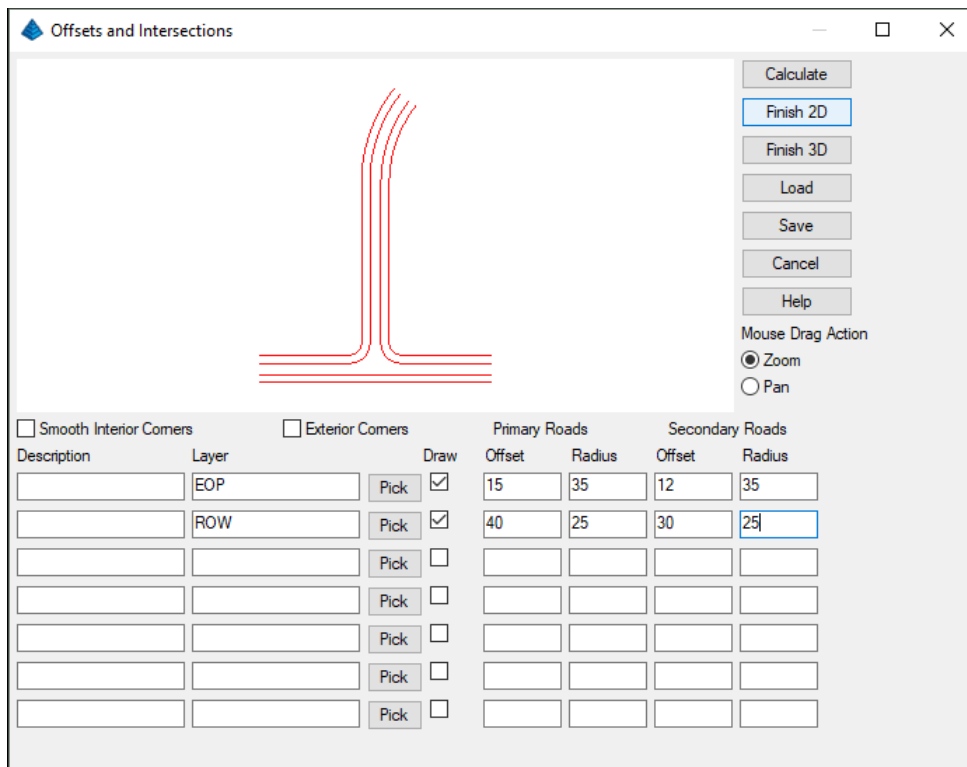 Offsets and Intersections
Calculate
Finish 2D
Finish 3D
Load
Save
Cancel
Help
Mouse Drag Action
Zoom
Pan
Smooth Interior Corners Exterior Corners Primary Roads Secondary Roads
Description Layer Draw Offset Radius Offset Radius
EOP Pick 15 35 12 35
ROW Pick 40 25 30 25
Pick
Pick
Pick
Pick
Pick